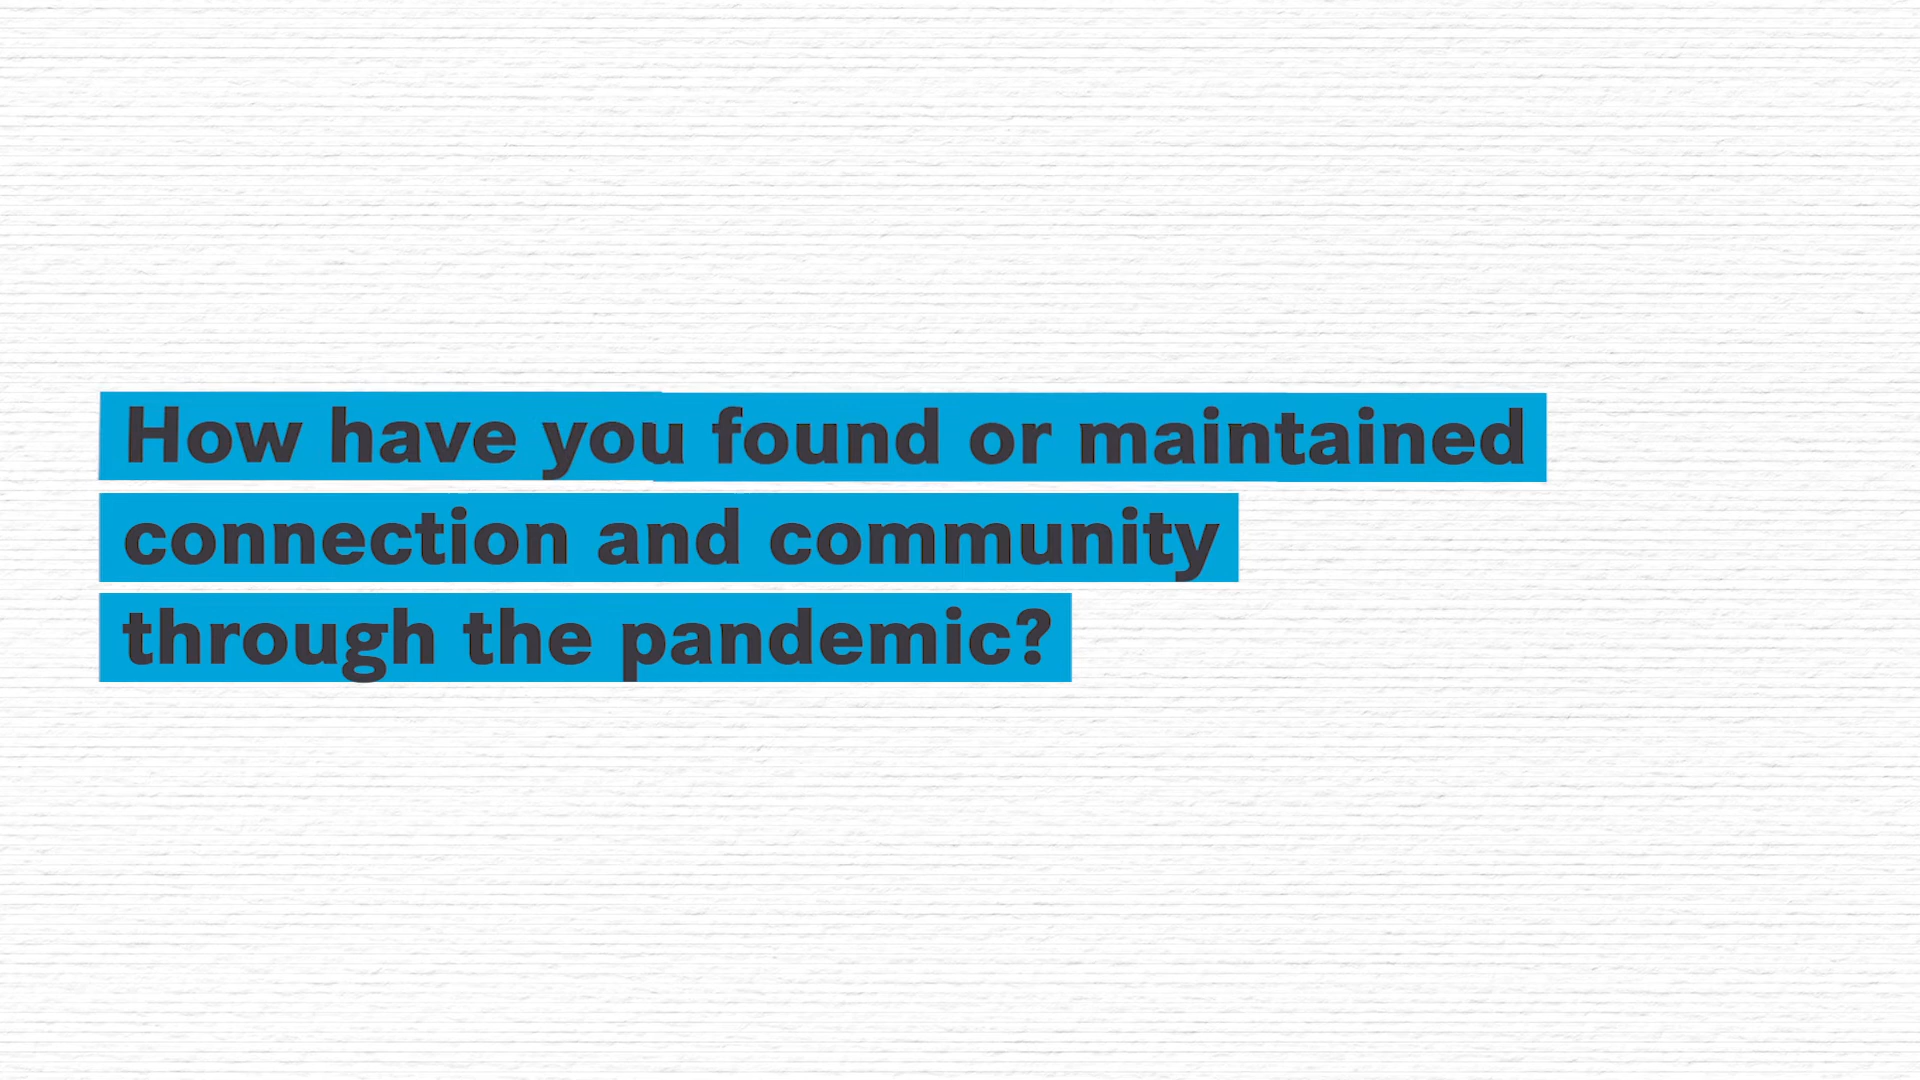 How have you found or maintained
connection and community
through the pandemic?